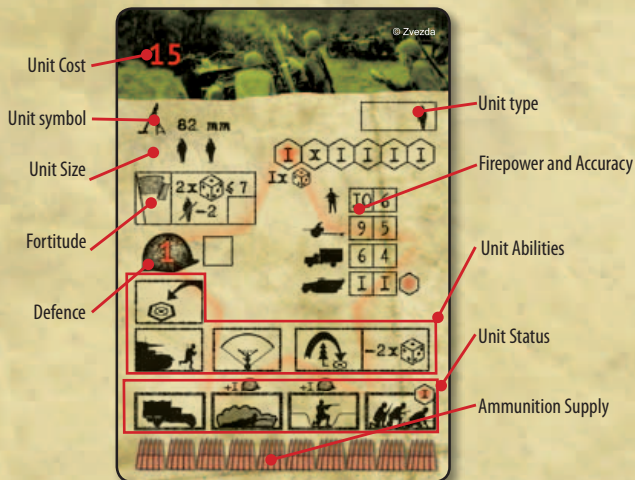 © Zvezda
15
Unit Cost
Unit type
Unit symbol
82 mm
Unit Size
I x I I I I
Firepower and Accuracy
1x
2x ⩽ 7
-2
10 6
9 5
6 4
I I
Fortitude
1
Unit Abilities
Defence
-2x
Unit Status
+1 +1
1
Ammunition Supply